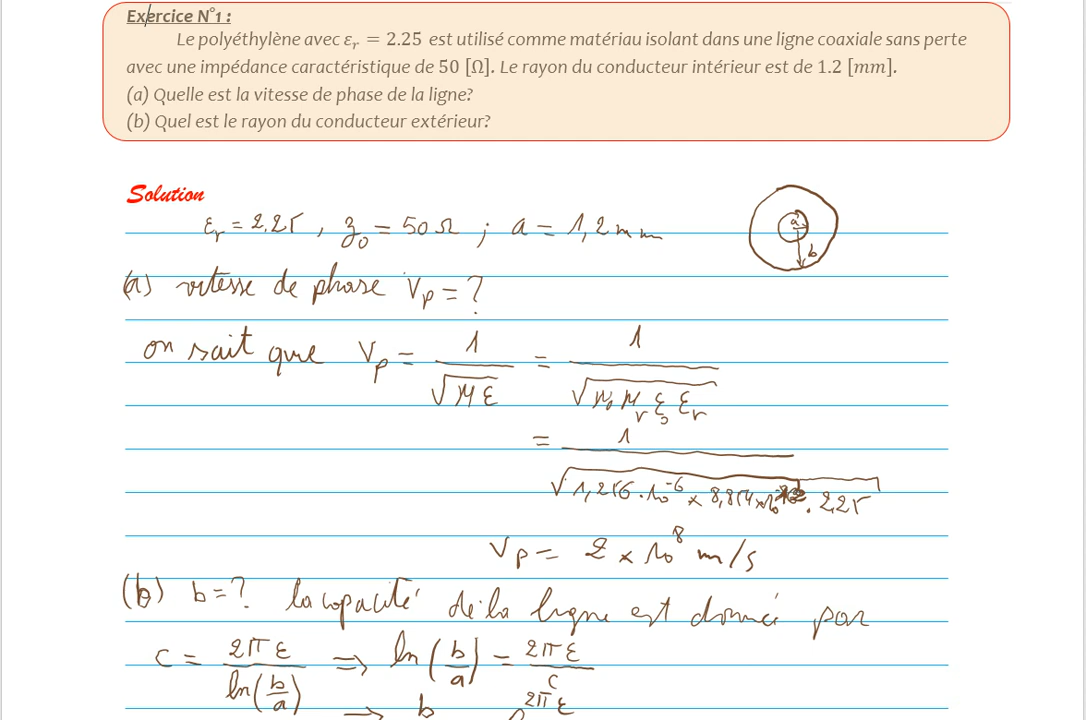 Exercice N°1 :
Le polyéthylène avec εᵣ = 2.25 est utilisé comme matériau isolant dans une ligne coaxiale sans perte
avec une impédance caractéristique de 50 [Ω]. Le rayon du conducteur intérieur est de 1.2 [mm].
(a) Quelle est la vitesse de phase de la ligne?
(b) Quel est le rayon du conducteur extérieur?
Solution
εᵣ = 2,25 , z₀ = 50 Ω ; a = 1,2 mm
a
b
(a) vitesse de phase Vp = ?
on sait que Vp = 1 / √(με) = 1 / √(μ₀ μᵣ ε₀ εᵣ)
= 1 / √(1,256.10⁻⁶ × 8,854 × 10⁻¹² . 2,25)
Vp = 2 × 10⁸ m/s
(b) b = ? la capacité de la ligne est donné par
c = 2πε / ln(b/a) ⇒ ln(b/a) = 2πε / c
⇒ b 2πε